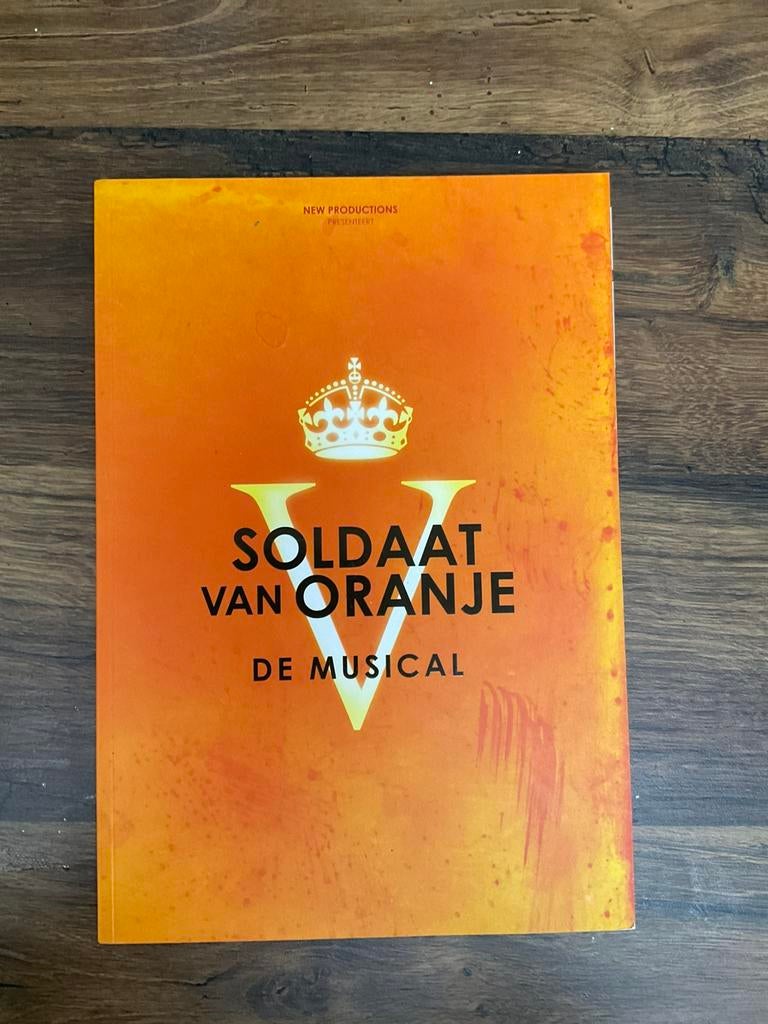 NEW PRODUCTIONS
PRESENTEERT
V
SOLDAAT
VAN ORANJE
DE MUSICAL